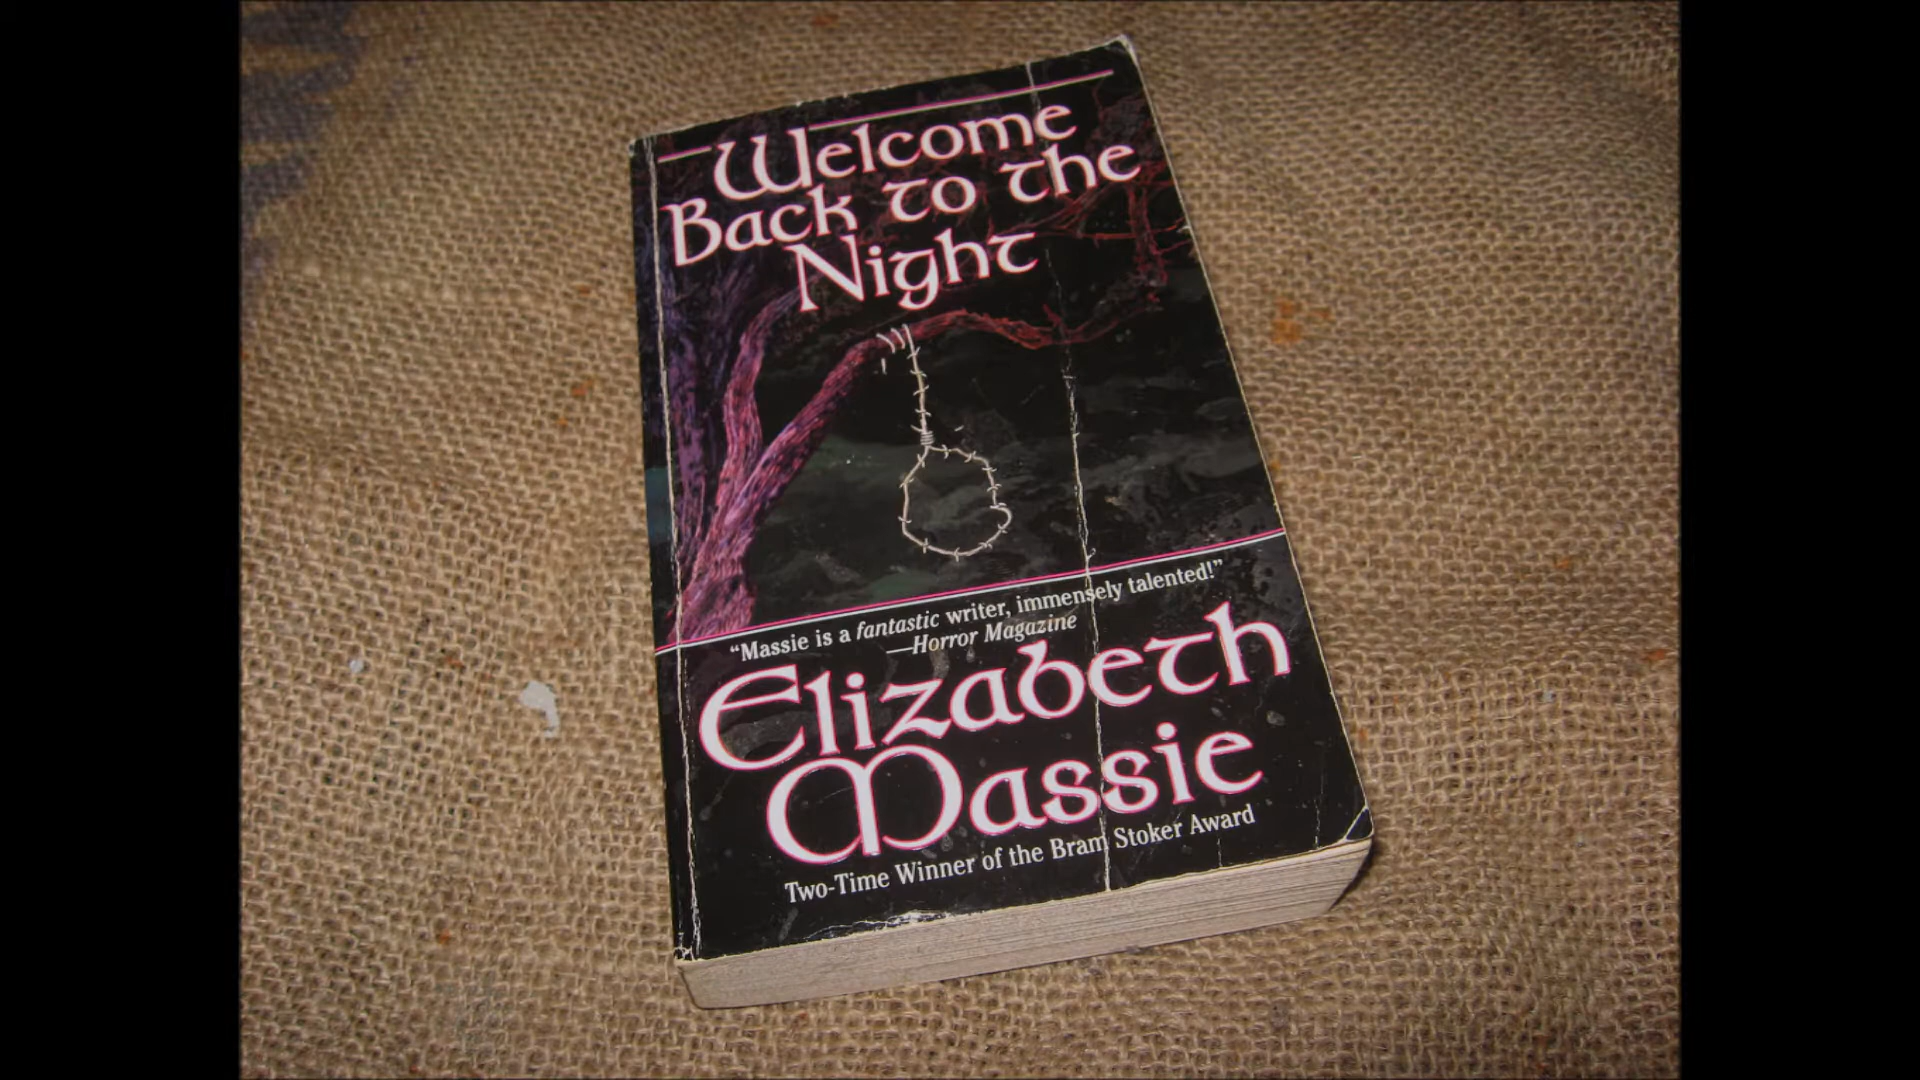 Welcome
Back to the
Night
“Massie is a fantastic writer, immensely talented!”
—Horror Magazine
Elizabeth
Massie
Two-Time Winner of the Bram Stoker Award